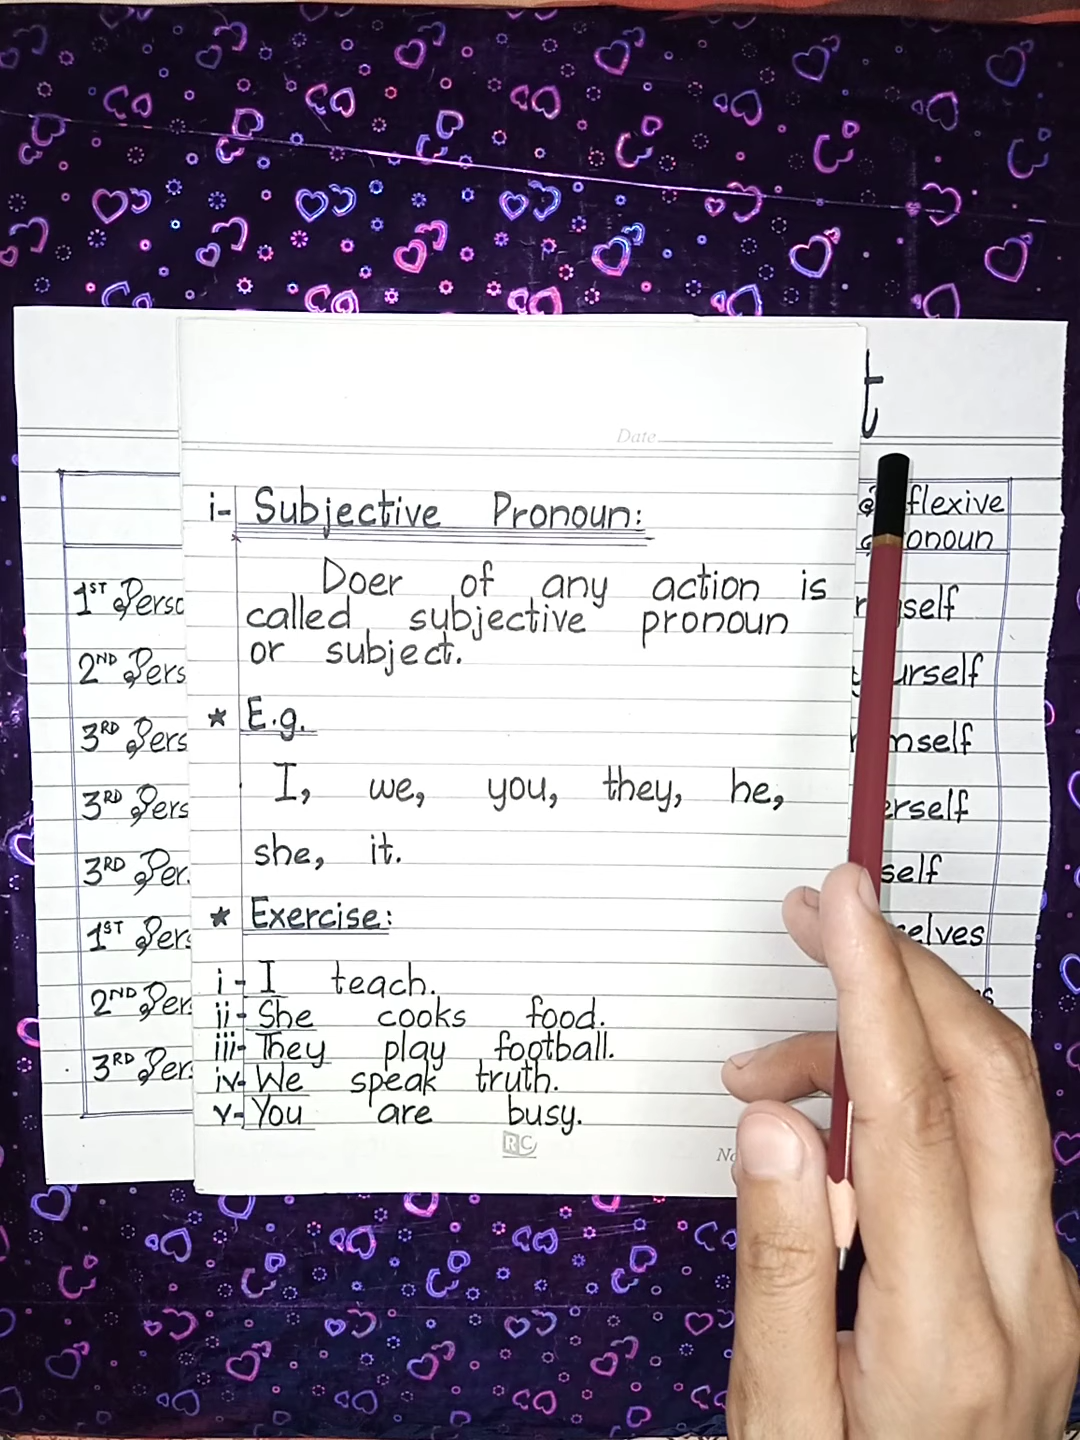 t
Date
i- Subjective Pronoun:
Doer of any action is
called subjective pronoun
or subject.
★ E.g.
I, we, you, they, he,
she, it.
★ Exercise:
i- I teach.
ii- She cooks food.
iii- They play football.
iv- We speak truth.
v- You are busy.
RC
No
1ST Perso
2ND Pers
3RD Pers
3RD Pers
3RD Per
1ST Pers
2ND Per
3RD Per
flexive
onoun
self
urself
mself
erself
self
elves